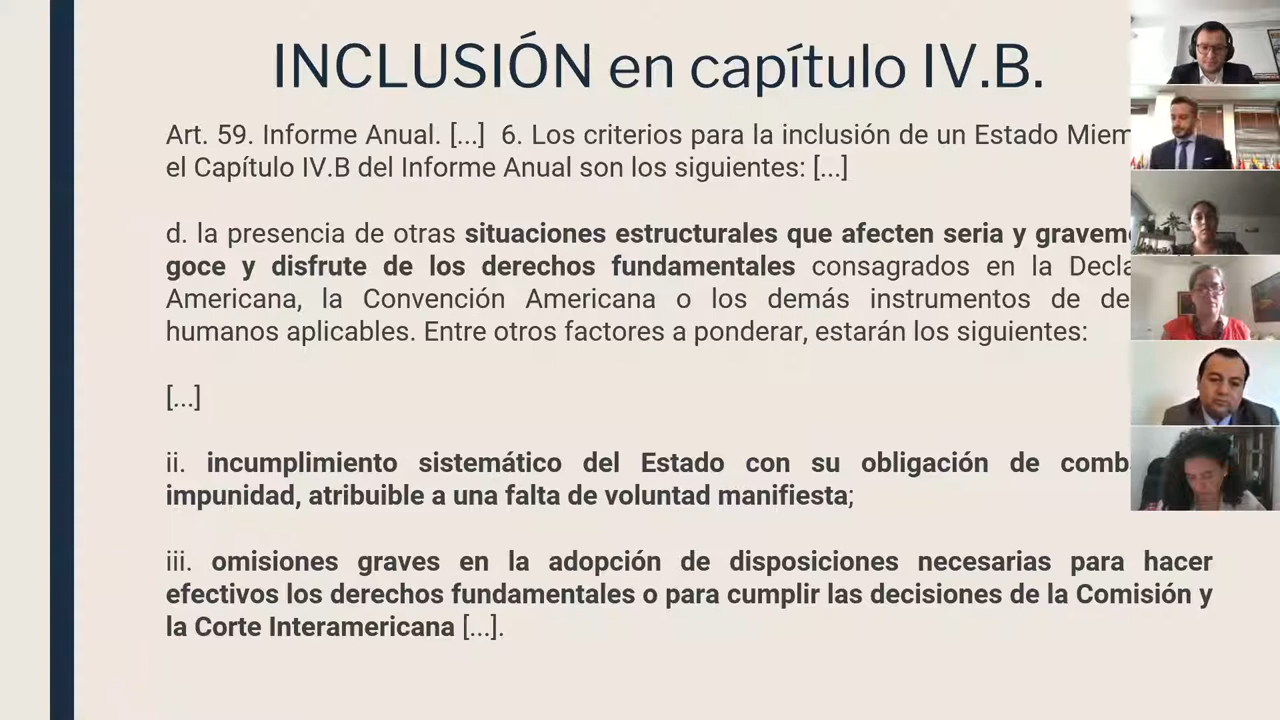 INCLUSIÓN en capítulo IV.B.
Art. 59. Informe Anual. [...] 6. Los criterios para la inclusión de un Estado
el Capítulo IV.B del Informe Anual son los siguientes: [...]
d. la presencia de otras situaciones estructurales que afecten seria y
goce y disfrute de los derechos fundamentales consagrados en la
Americana, la Convención Americana o los demás instrumentos de
humanos aplicables. Entre otros factores a ponderar, estarán los siguientes:
[...]
ii. incumplimiento sistemático del Estado con su obligación de
impunidad, atribuible a una falta de voluntad manifiesta;
iii. omisiones graves en la adopción de disposiciones necesarias para hacer
efectivos los derechos fundamentales o para cumplir las decisiones de la Comisión y
la Corte Interamericana [...].